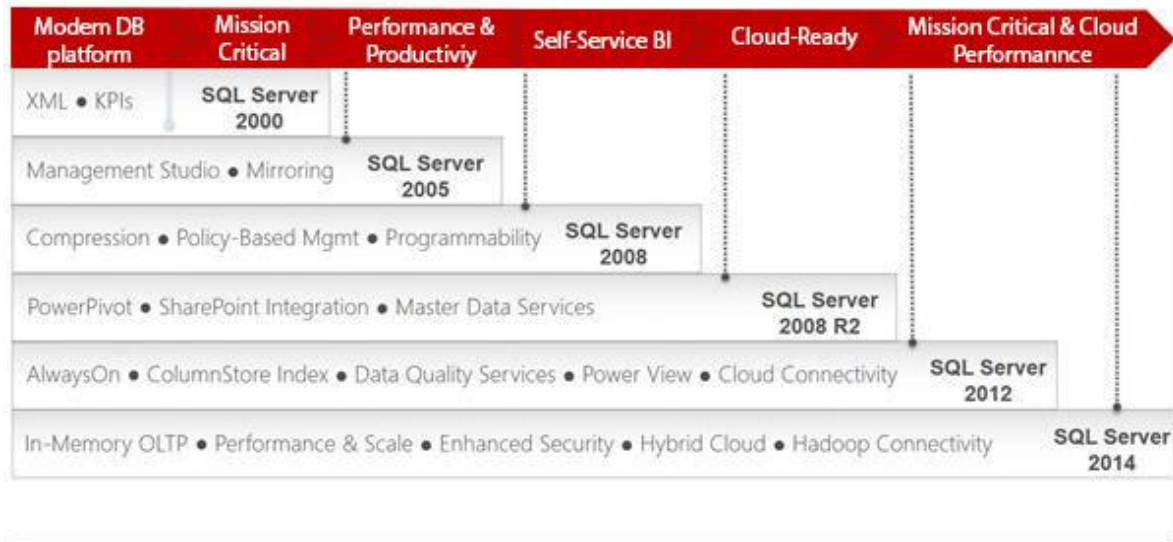 Modern DB
platform
Mission
Critical
Performance &
Productiviy
Self-Service BI
Cloud-Ready
Mission Critical & Cloud
Performannce
XML ● KPIs
SQL Server
2000
Management Studio ● Mirroring
SQL Server
2005
Compression ● Policy-Based Mgmt ● Programmability
SQL Server
2008
PowerPivot ● SharePoint Integration ● Master Data Services
SQL Server
2008 R2
AlwaysOn ● ColumnStore Index ● Data Quality Services ● Power View ● Cloud Connectivity
SQL Server
2012
In-Memory OLTP ● Performance & Scale ● Enhanced Security ● Hybrid Cloud ● Hadoop Connectivity
SQL Server
2014